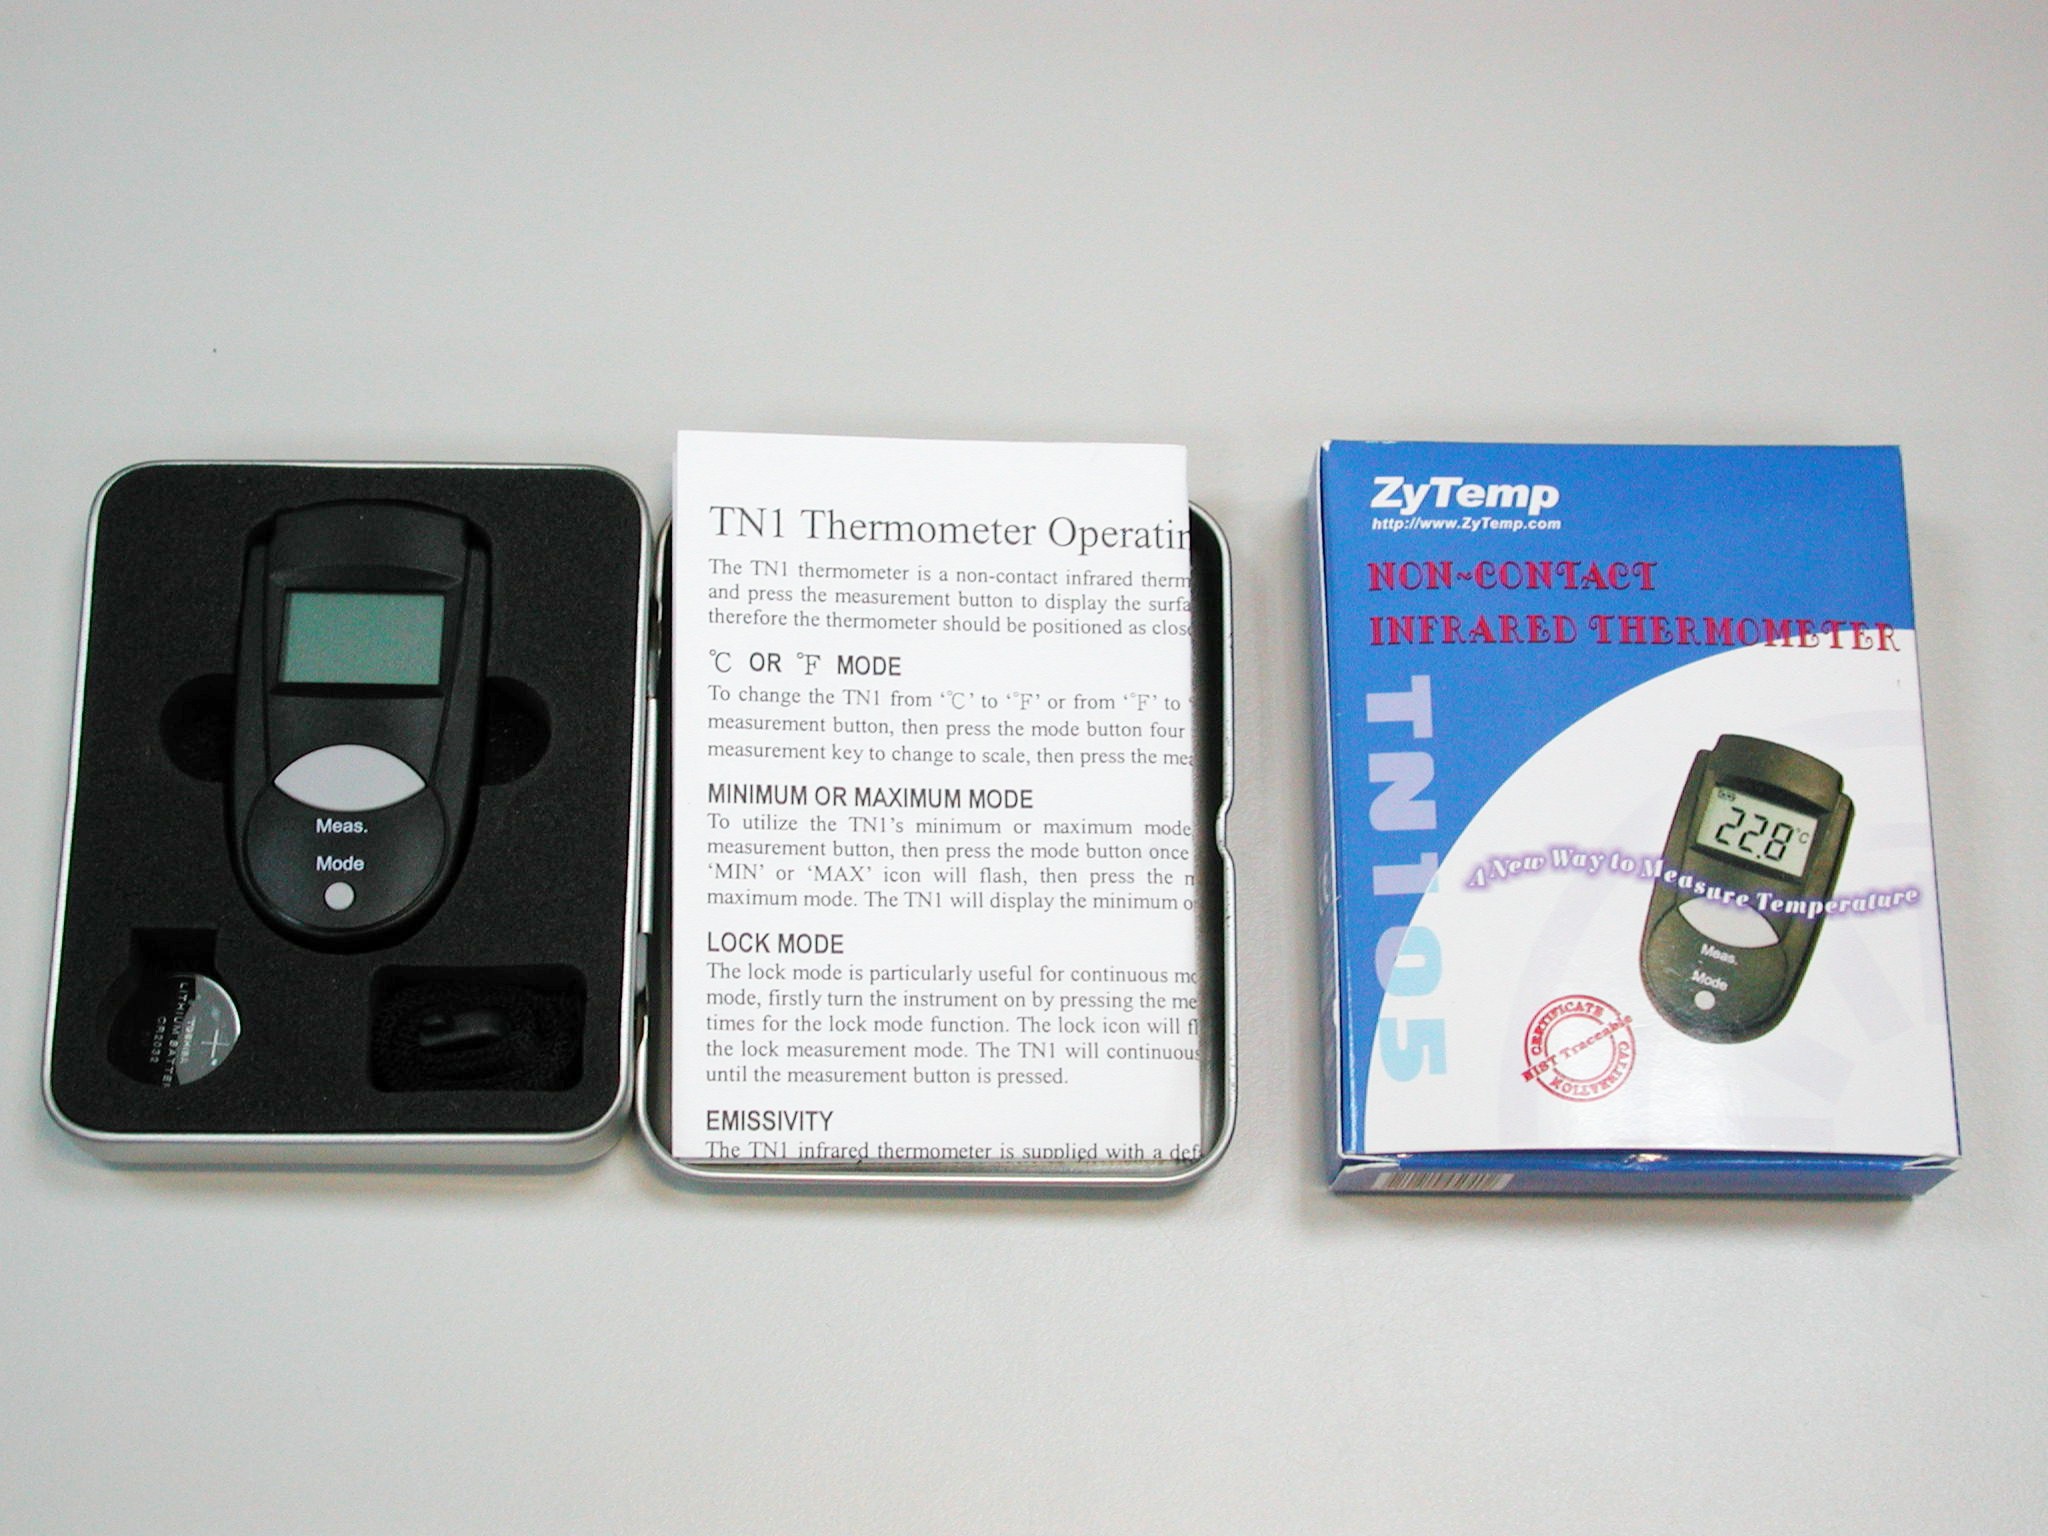 Meas.
Mode
TOSHIBA
LITHIUM BATTE
CR2032
TN1 Thermometer Operatin
The TN1 thermometer is a non-contact infrared therm
and press the measurement button to display the surfa
therefore the thermometer should be positioned as close
℃ OR ℉ MODE
To change the TN1 from ‘℃’ to ‘℉’ or from ‘℉’ to ‘
measurement button, then press the mode button four
measurement key to change to scale, then press the mea
MINIMUM OR MAXIMUM MODE
To utilize the TN1’s minimum or maximum mode,
measurement button, then press the mode button once
‘MIN’ or ‘MAX’ icon will flash, then press the m
maximum mode. The TN1 will display the minimum o
LOCK MODE
The lock mode is particularly useful for continuous mo
mode, firstly turn the instrument on by pressing the me
times for the lock mode function. The lock icon will fl
the lock measurement mode. The TN1 will continuous
until the measurement button is pressed.
EMISSIVITY
The TN1 infrared thermometer is supplied with a def
ZyTemp
http://www.ZyTemp.com
NON~CONTACT
INFRARED THERMOMETER
TN105
22.8°C
A New Way to Measure Temperature
Meas.
Mode
CERTIFICATE
NIST Traceable
CALIBRATION